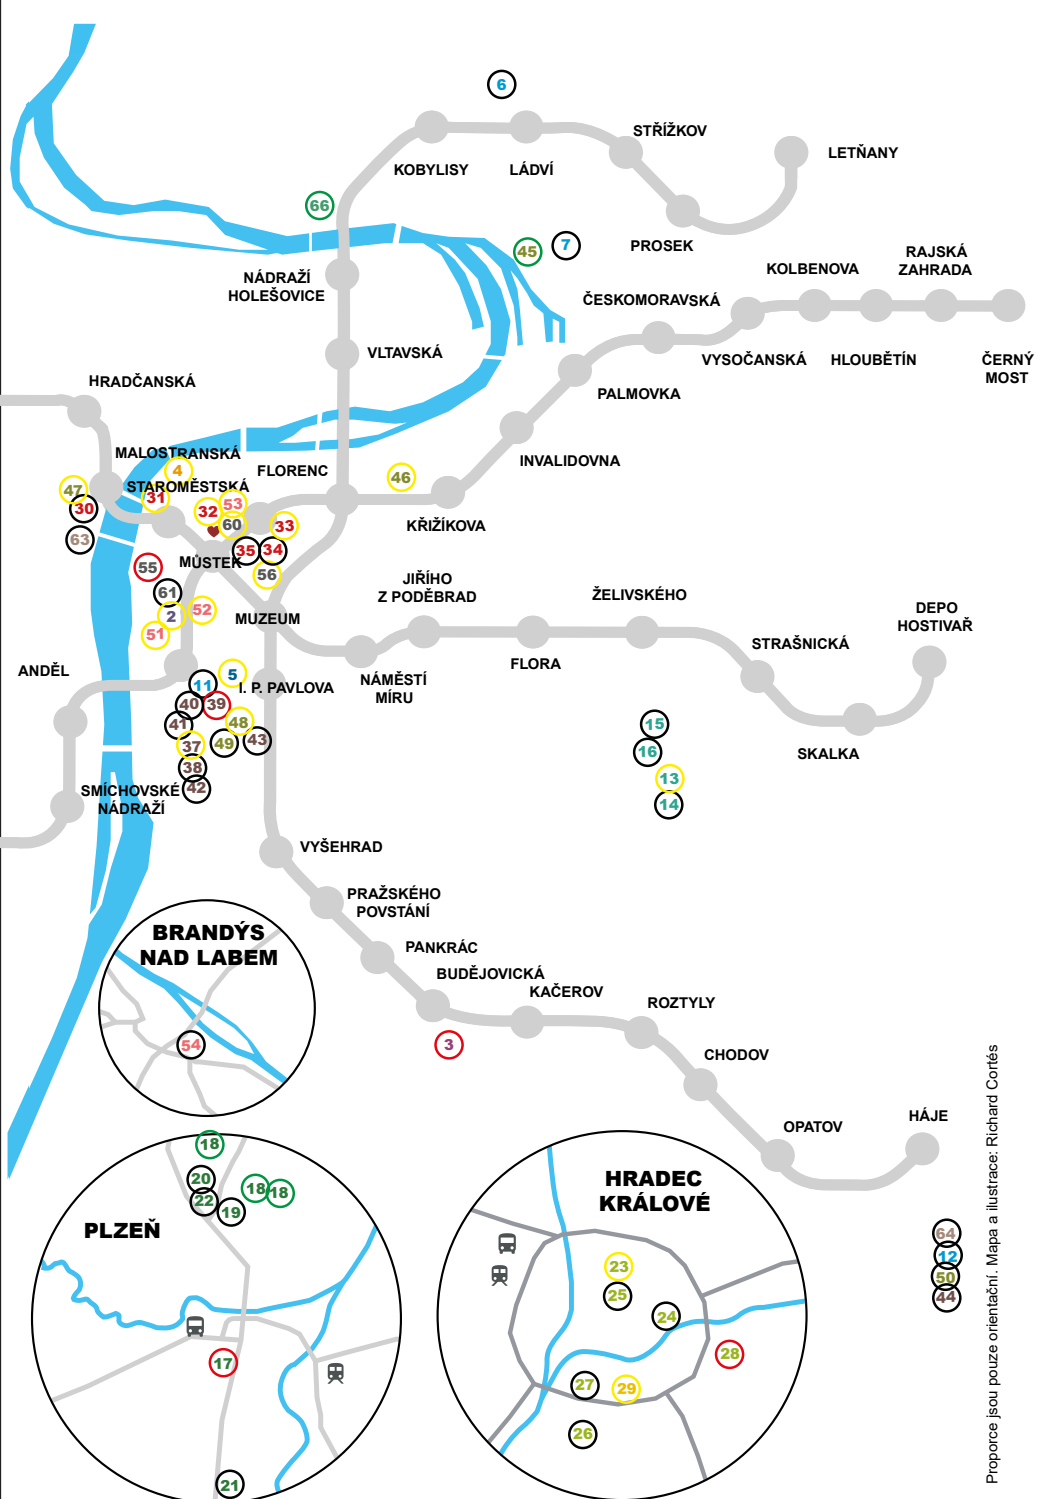 6
STŘÍŽKOV
LETŇANY
KOBYLISY
LÁDVÍ
66
PROSEK
45
7
RAJSKÁ
ZAHRADA
KOLBENOVA
NÁDRAŽÍ
HOLEŠOVICE
ČESKOMORAVSKÁ
VLTAVSKÁ
VYSOČANSKÁ
HLOUBĚTÍN
ČERNÝ
MOST
HRADČANSKÁ
PALMOVKA
MALOSTRANSKÁ
INVALIDOVNA
4
FLORENC
46
STAROMĚSTSKÁ
47
31
53
30
32
60
33
KŘIŽÍKOVA
63
35
34
MŮSTEK
55
56
JIŘÍHO
Z PODĚBRAD
61
ŽELIVSKÉHO
DEPO
HOSTIVAŘ
52
2
MUZEUM
51
STRAŠNICKÁ
FLORA
ANDĚL
5
11
I. P. PAVLOVA
NÁMĚSTÍ
MÍRU
40
39
41
48
15
37
49
43
16
SKALKA
38
13
42
SMÍCHOVSKÉ
NÁDRAŽÍ
14
VYŠEHRAD
PRAŽSKÉHO
POVSTÁNÍ
BRANDÝS
NAD LABEM
PANKRÁC
BUDĚJOVICKÁ
KAČEROV
ROZTYLY
54
3
CHODOV
OPATOV
HÁJE
18
20
18
18
22
19
PLZEŇ
17
21
HRADEC
KRÁLOVÉ
23
25
24
28
27
29
26
64
12
50
44
Proporce jsou pouze orientační. Mapa a ilustrace: Richard Cortés